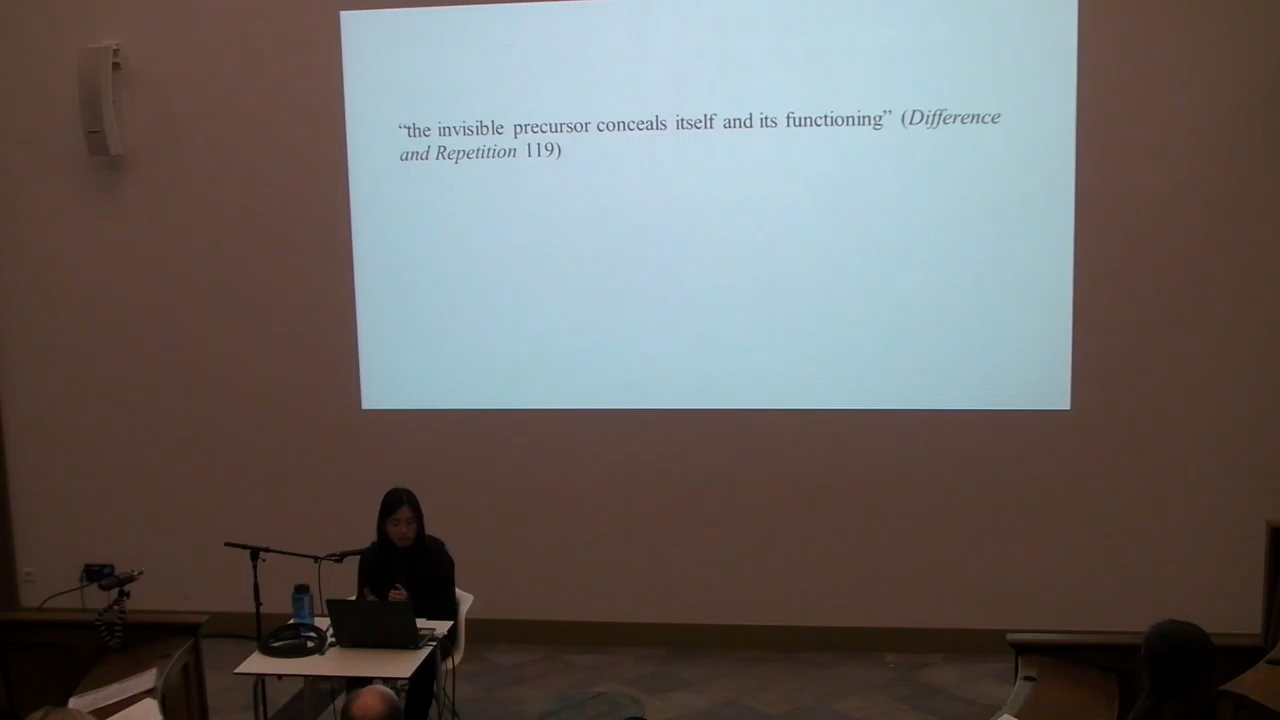 “the invisible precursor conceals itself and its functioning” (Difference
and Repetition 119)